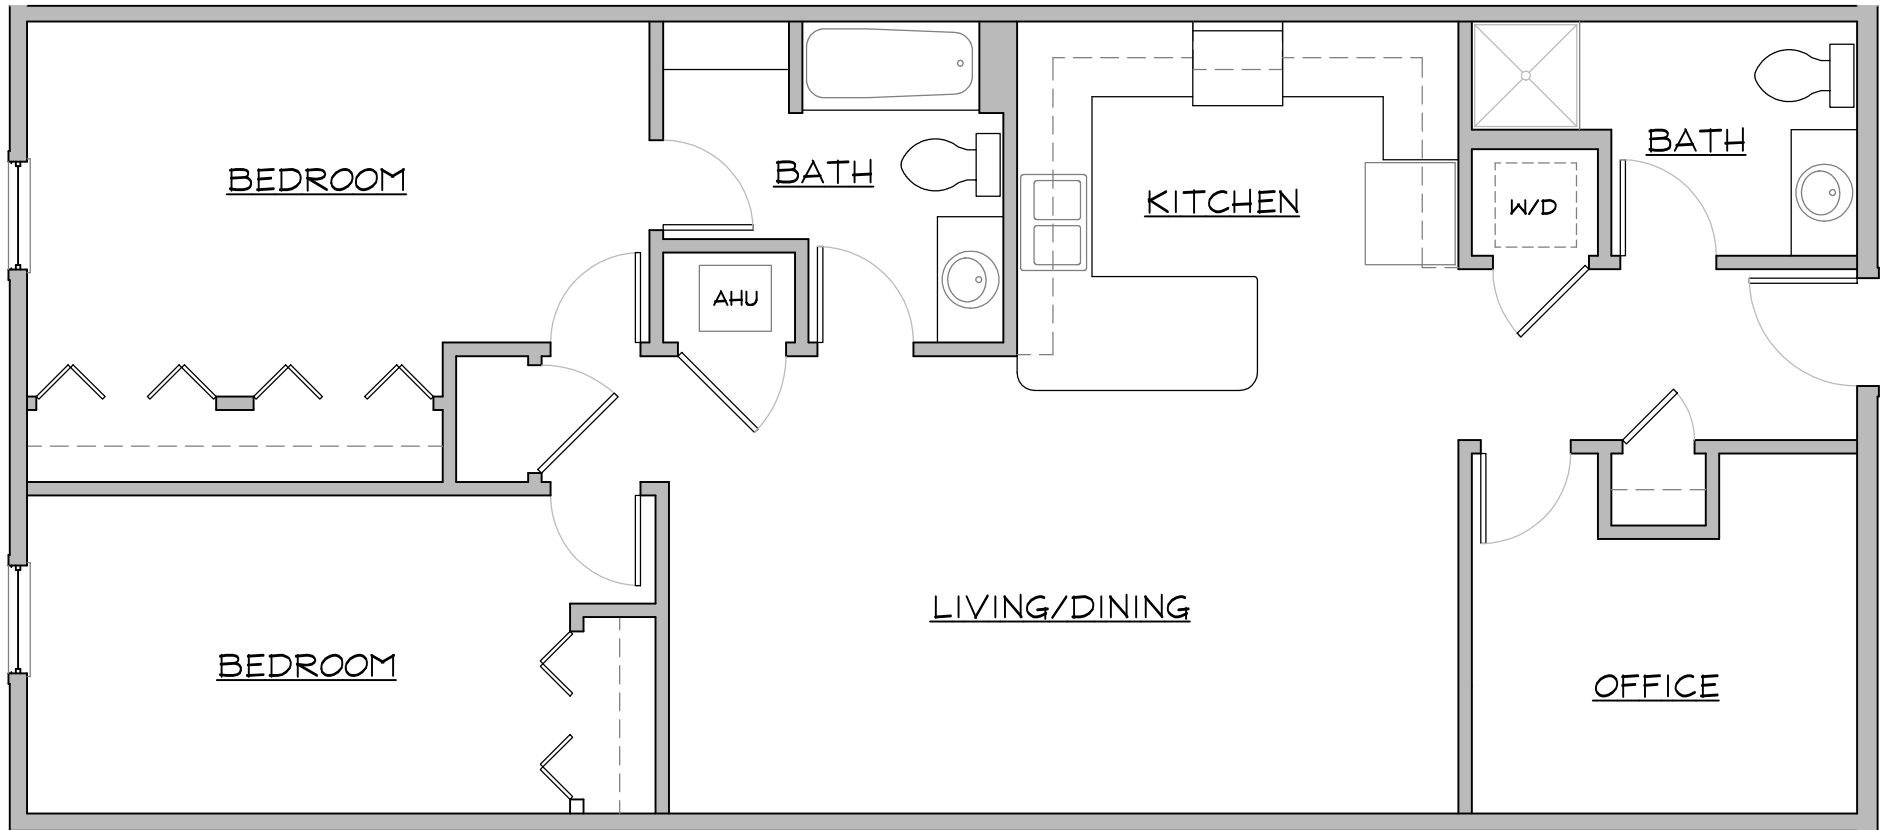 BEDROOM
BATH
KITCHEN
W/D
BATH
AHU
LIVING/DINING
BEDROOM
OFFICE